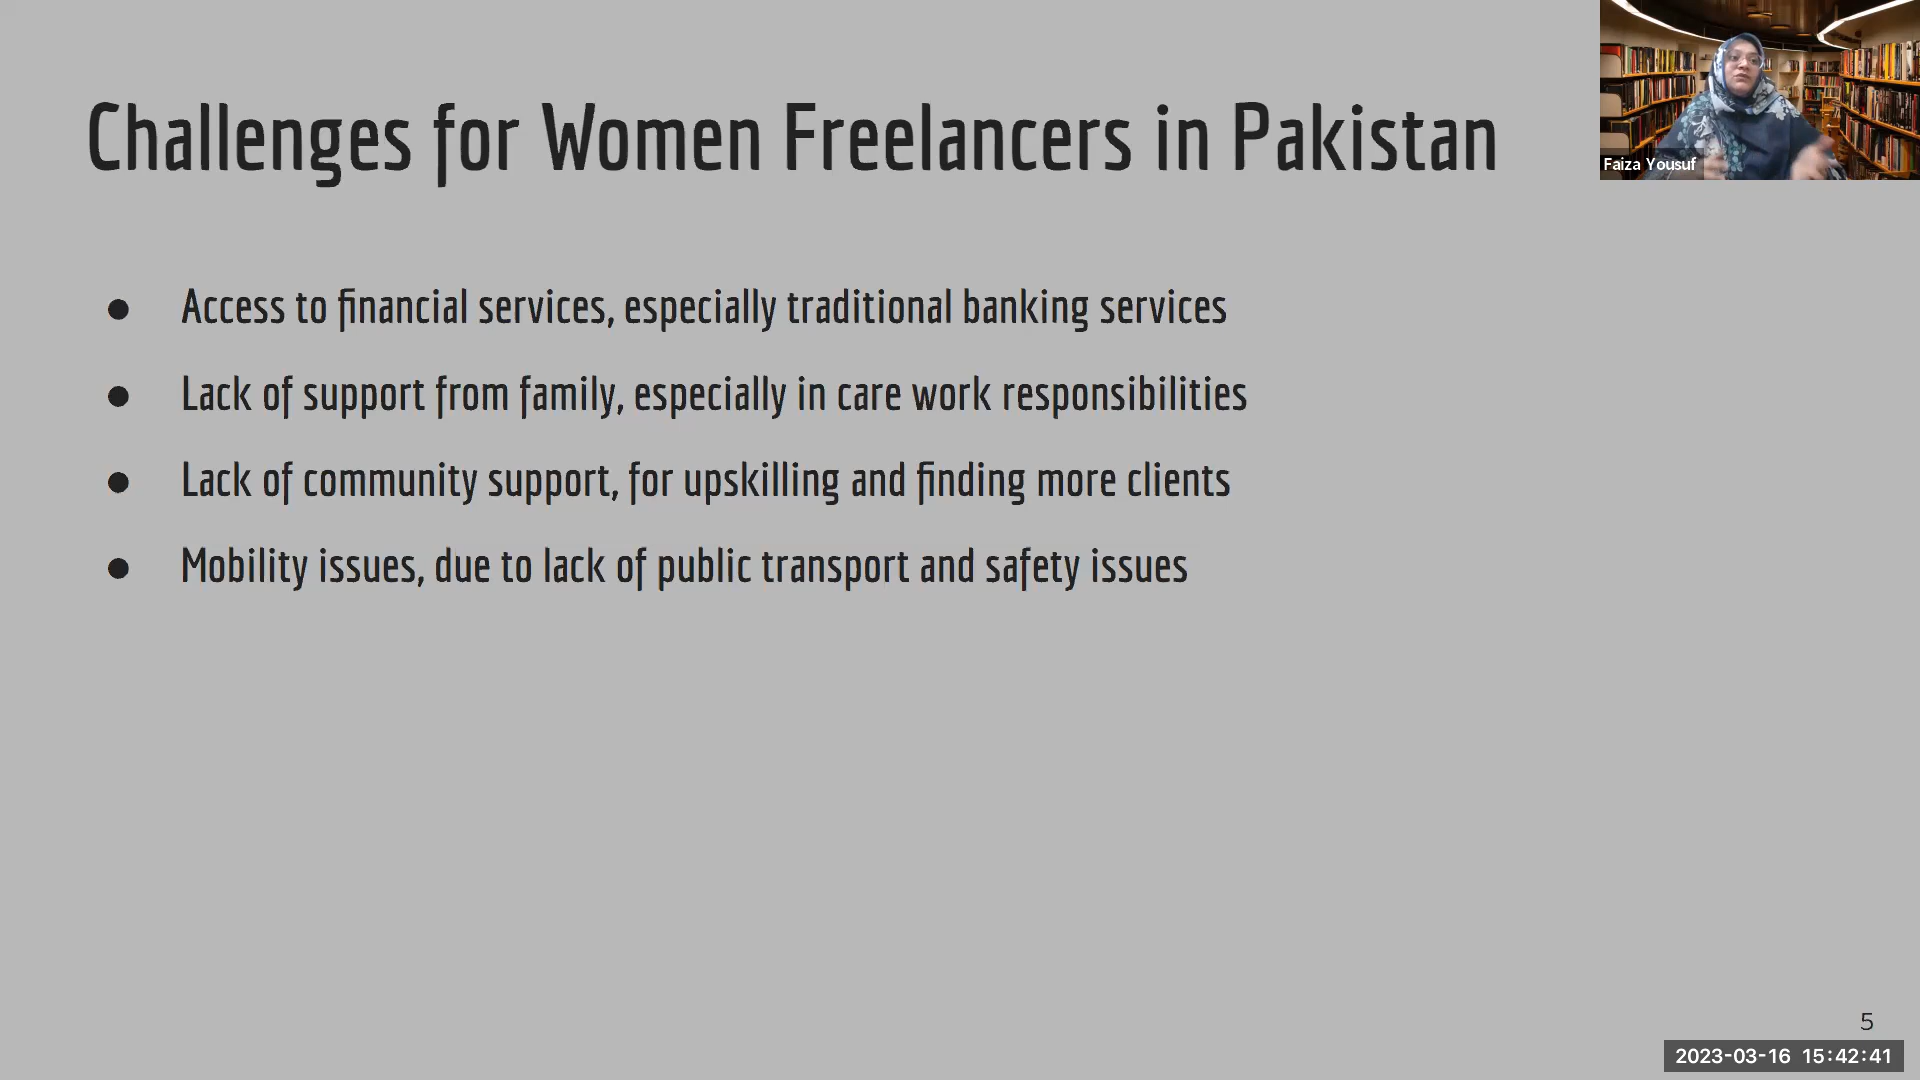 Challenges for Women Freelancers in Pakistan
Faiza Yousuf
● Access to financial services, especially traditional banking services
● Lack of support from family, especially in care work responsibilities
● Lack of community support, for upskilling and finding more clients
● Mobility issues, due to lack of public transport and safety issues
5
2023-03-16 15:42:41